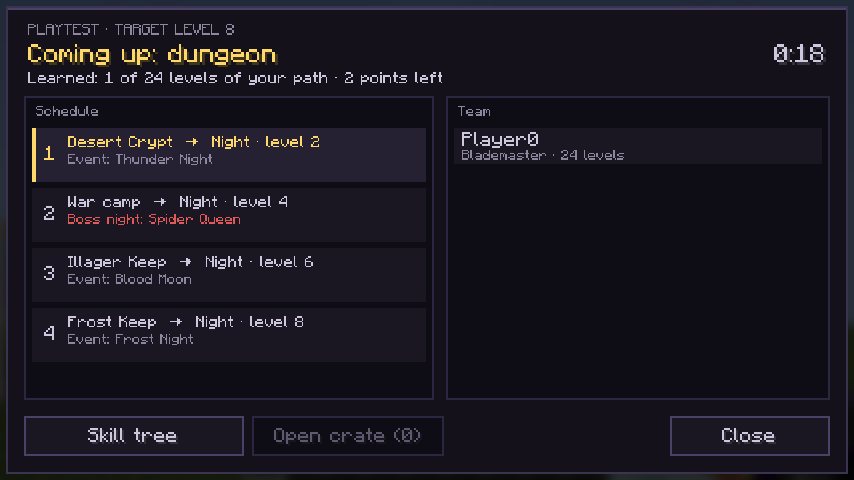 PLAYTEST · TARGET LEVEL 8
Coming up: dungeon
0:18
Learned: 1 of 24 levels of your path · 2 points left
Schedule
1
Desert Crypt → Night · level 2
Event: Thunder Night
2
War camp → Night · level 4
Boss night: Spider Queen
3
Illager Keep → Night · level 6
Event: Blood Moon
4
Frost Keep → Night · level 8
Event: Frost Night
Team
Player0
Blademaster · 24 levels
Skill tree
Open crate (0)
Close